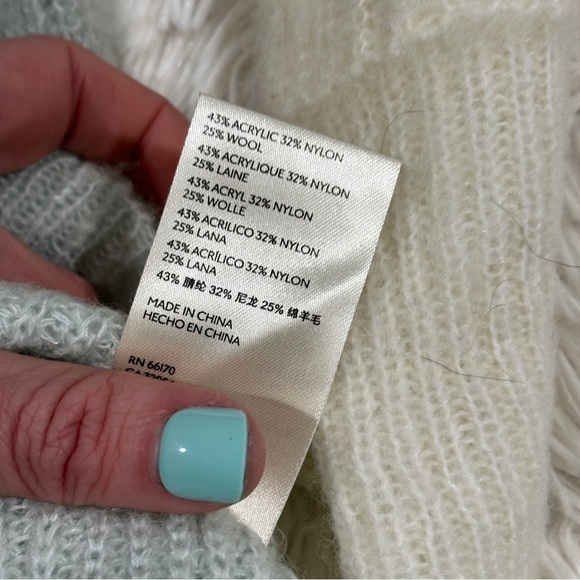 43% ACRYLIC 32% NYLON
25% WOOL
43% ACRYLIQUE 32% NYLON
25% LAINE
43% ACRYL 32% NYLON
25% WOLLE
43% ACRILICO 32% NYLON
25% LANA
43% ACRÍLICO 32% NYLON
25% LANA
43% 腈纶 32% 尼龙 25% 绵羊毛
MADE IN CHINA
HECHO EN CHINA
RN 66170